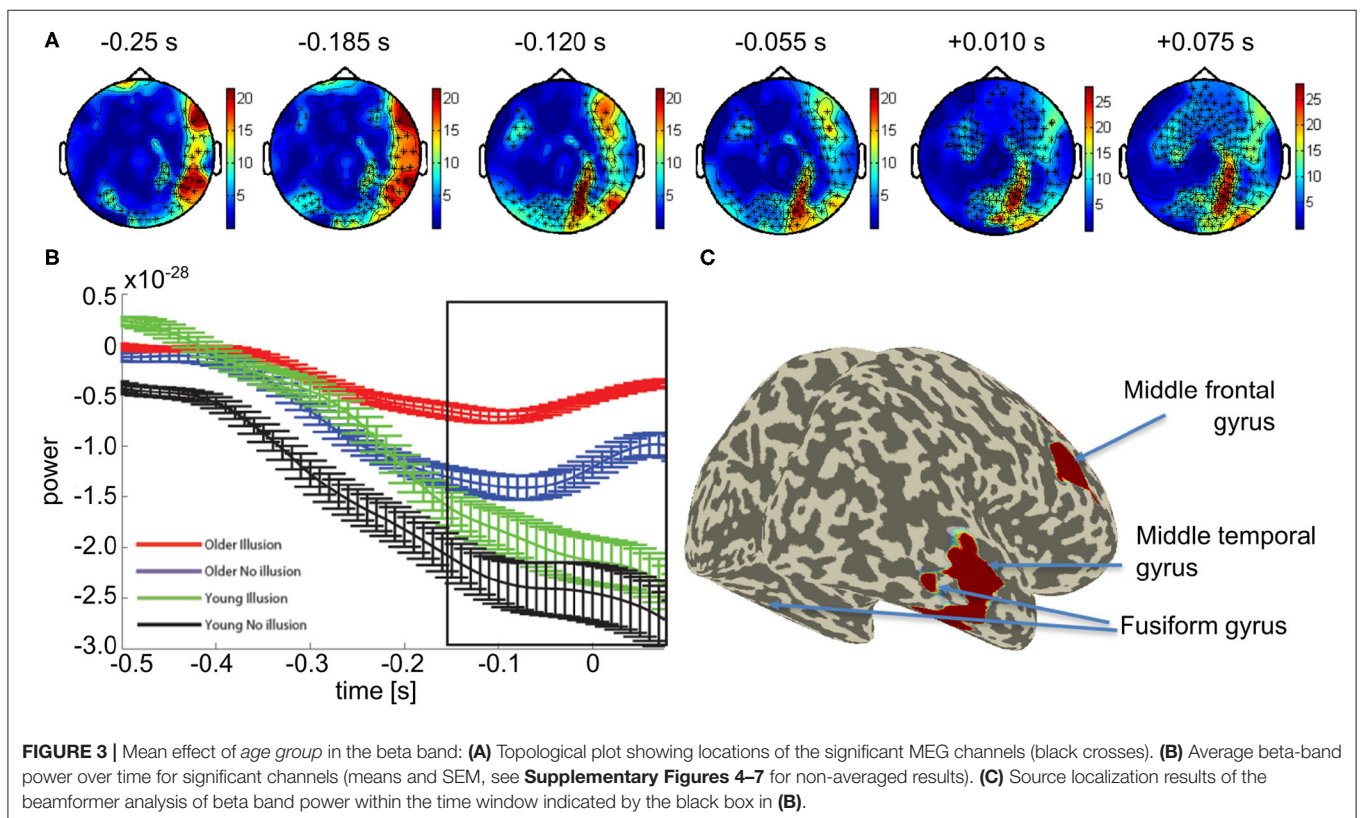 A
-0.25 s
-0.185 s
-0.120 s
-0.055 s
+0.010 s
+0.075 s
20
15
10
5
20
15
10
5
20
15
10
5
20
15
10
5
25
20
15
10
5
25
20
15
10
5
B
x10-28
0.5
0
-0.5
-1.0
-1.5
-2.0
-2.5
-3.0
power
Older Illusion
Older No illusion
Young Illusion
Young No illusion
-0.5
-0.4
-0.3
-0.2
-0.1
0
time [s]
C
Middle frontal
gyrus
Middle temporal
gyrus
Fusiform gyrus
FIGURE 3 | Mean effect of age group in the beta band: (A) Topological plot showing locations of the significant MEG channels (black crosses). (B) Average beta-band
power over time for significant channels (means and SEM, see Supplementary Figures 4–7 for non-averaged results). (C) Source localization results of the
beamformer analysis of beta band power within the time window indicated by the black box in (B).